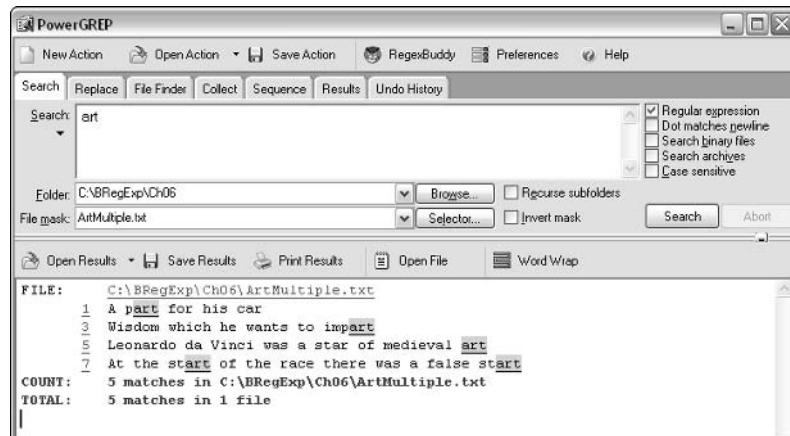 PowerGREP
New Action Open Action Save Action RegexBuddy Preferences Help
Search Replace File Finder Collect Sequence Results Undo History
Search: art
Regular expression
Dot matches newline
Search binary files
Search archives
Case sensitive
Folder: C:\BRegExp\Ch06 Browse... Recurse subfolders
File mask: ArtMultiple.txt Selector... Invert mask Search Abort
Open Results Save Results Print Results Open File Word Wrap
FILE: C:\BRegExp\Ch06\ArtMultiple.txt
1 A part for his car
3 Wisdom which he wants to impart
5 Leonardo da Vinci was a star of medieval art
7 At the start of the race there was a false start
COUNT: 5 matches in C:\BRegExp\Ch06\ArtMultiple.txt
TOTAL: 5 matches in 1 file